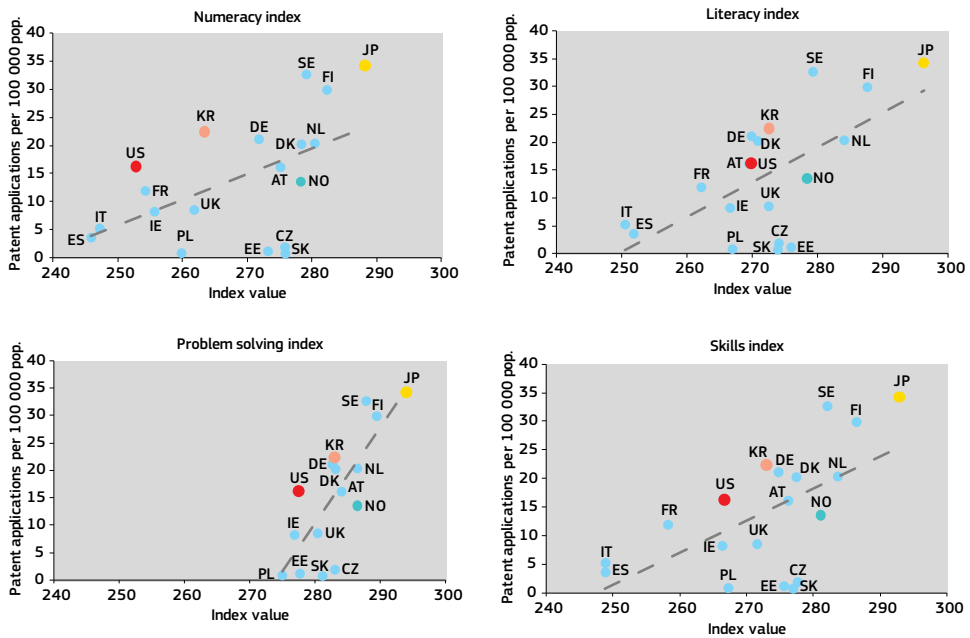 Numeracy index
Patent applications per 100 000 pop.
40
35
30
25
20
15
10
5
0
JP
SE
FI
KR
DE
DK
NL
US
AT
NO
FR
UK
IT
IE
ES
PL
EE
CZ
SK
240
250
260
270
280
290
300
Index value
Literacy index
Patent applications per 100 000 pop.
40
35
30
25
20
15
10
5
0
JP
SE
FI
KR
DE
DK
NL
AT
US
FR
NO
UK
IT
IE
ES
CZ
PL
SK
EE
240
250
260
270
280
290
300
Index value
Problem solving index
Patent applications per 100 000 pop.
40
35
30
25
20
15
10
5
0
JP
SE
FI
KR
DE
NL
US
DK
AT
NO
IE
UK
EE
SK
CZ
PL
240
250
260
270
280
290
300
Index value
Skills index
Patent applications per 100 000 pop.
40
35
30
25
20
15
10
5
0
JP
SE
FI
KR
DE
DK
NL
US
AT
NO
FR
UK
IE
IT
ES
PL
CZ
EE
SK
240
250
260
270
280
290
300
Index value